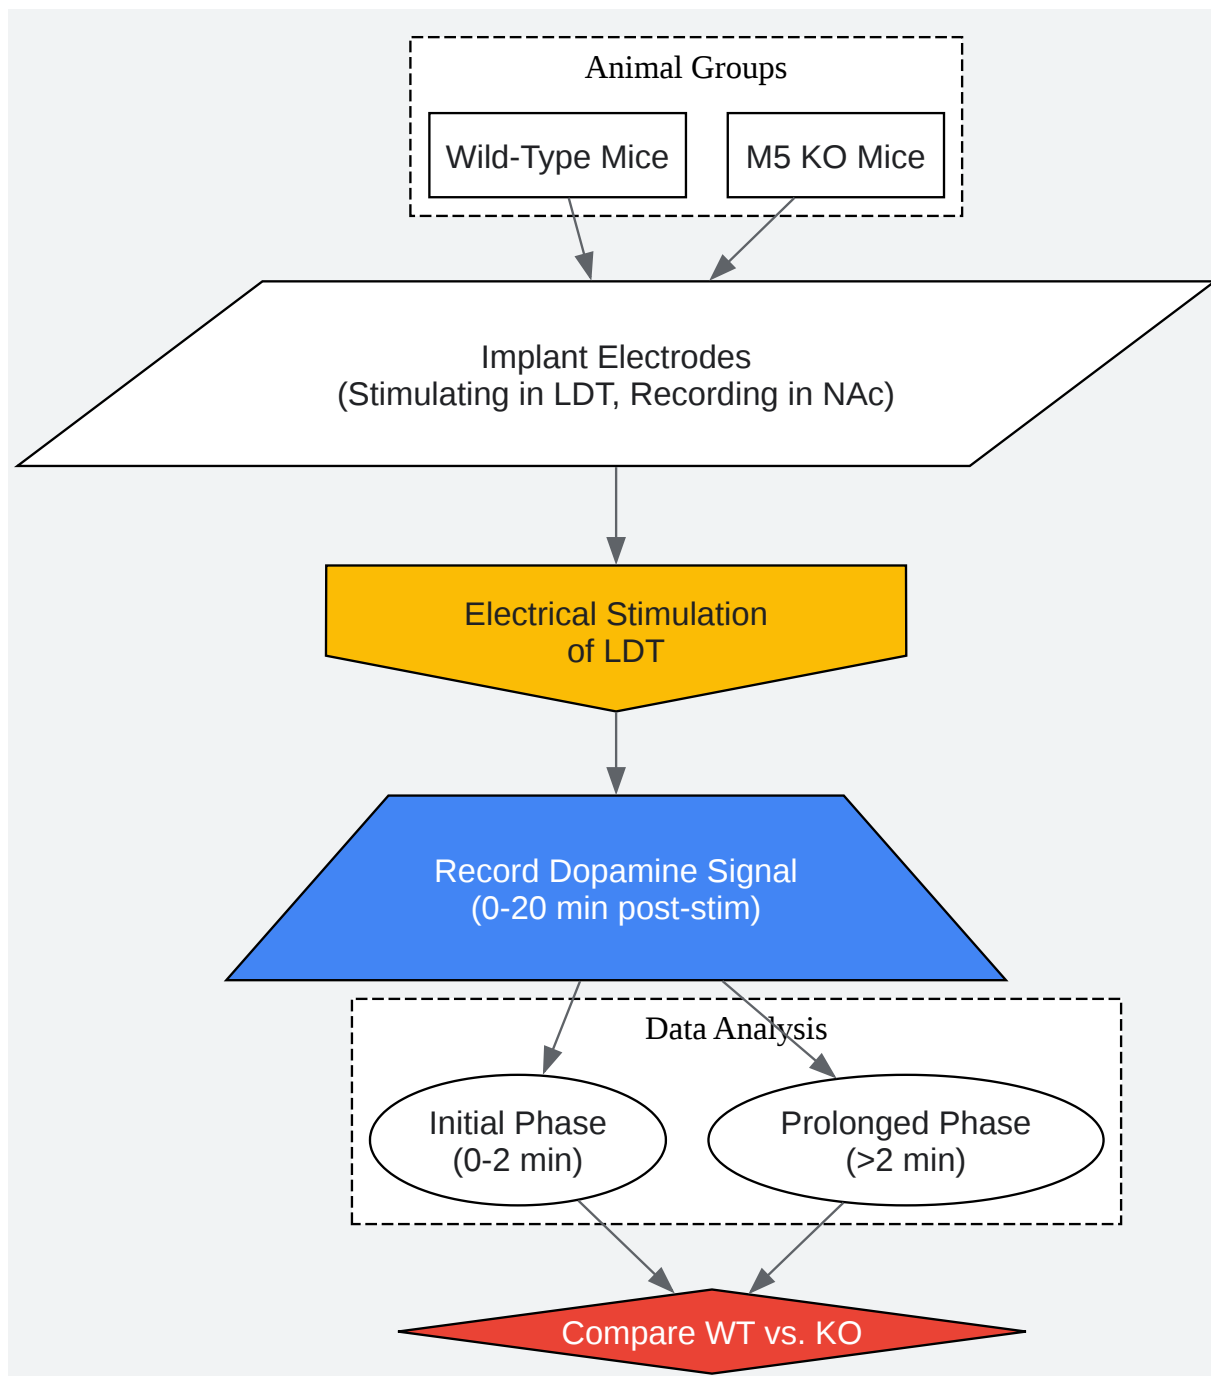 Animal Groups
Wild-Type Mice
M5 KO Mice
Implant Electrodes
(Stimulating in LDT, Recording in NAc)
Electrical Stimulation
of LDT
Record Dopamine Signal
(0-20 min post-stim)
Data Analysis
Initial Phase
(0-2 min)
Prolonged Phase
(>2 min)
Compare WT vs. KO